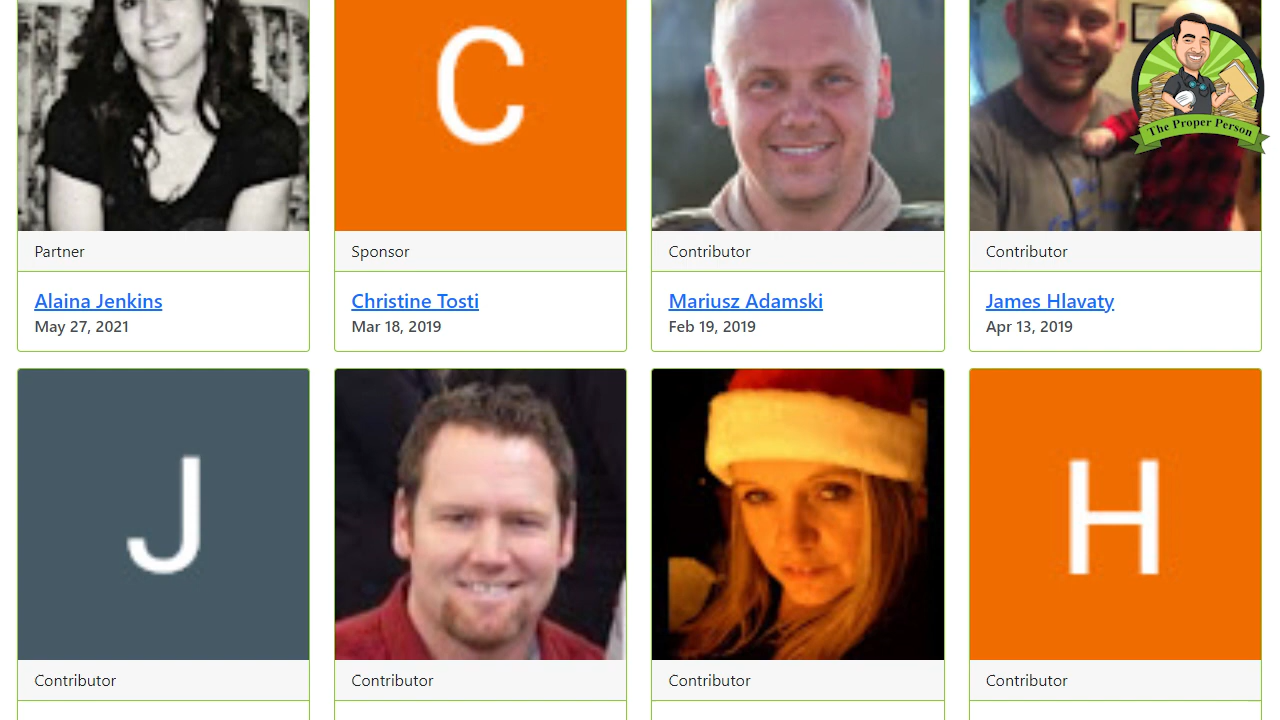 C
The Proper Person
Partner
Sponsor
Contributor
Contributor
Alaina Jenkins
Christine Tosti
Mariusz Adamski
James Hlavaty
May 27, 2021
Mar 18, 2019
Feb 19, 2019
Apr 13, 2019
J
H
Contributor
Contributor
Contributor
Contributor